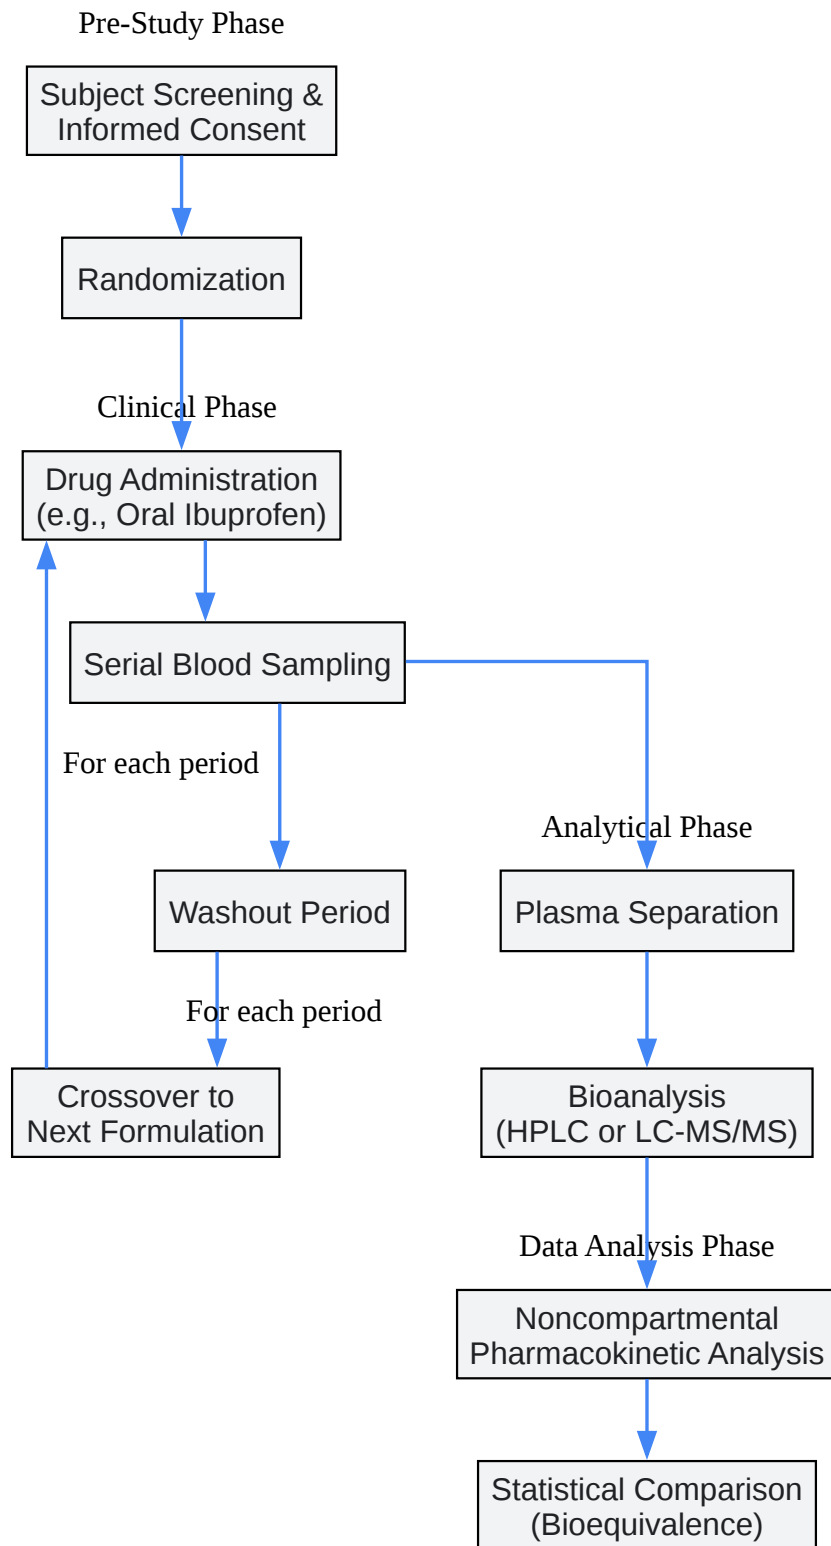 Pre-Study Phase
Subject Screening &
Informed Consent
Randomization
Clinical Phase
Drug Administration
(e.g., Oral Ibuprofen)
Serial Blood Sampling
For each period
Analytical Phase
Washout Period
Plasma Separation
For each period
Crossover to
Next Formulation
Bioanalysis
(HPLC or LC-MS/MS)
Data Analysis Phase
Noncompartmental
Pharmacokinetic Analysis
Statistical Comparison
(Bioequivalence)